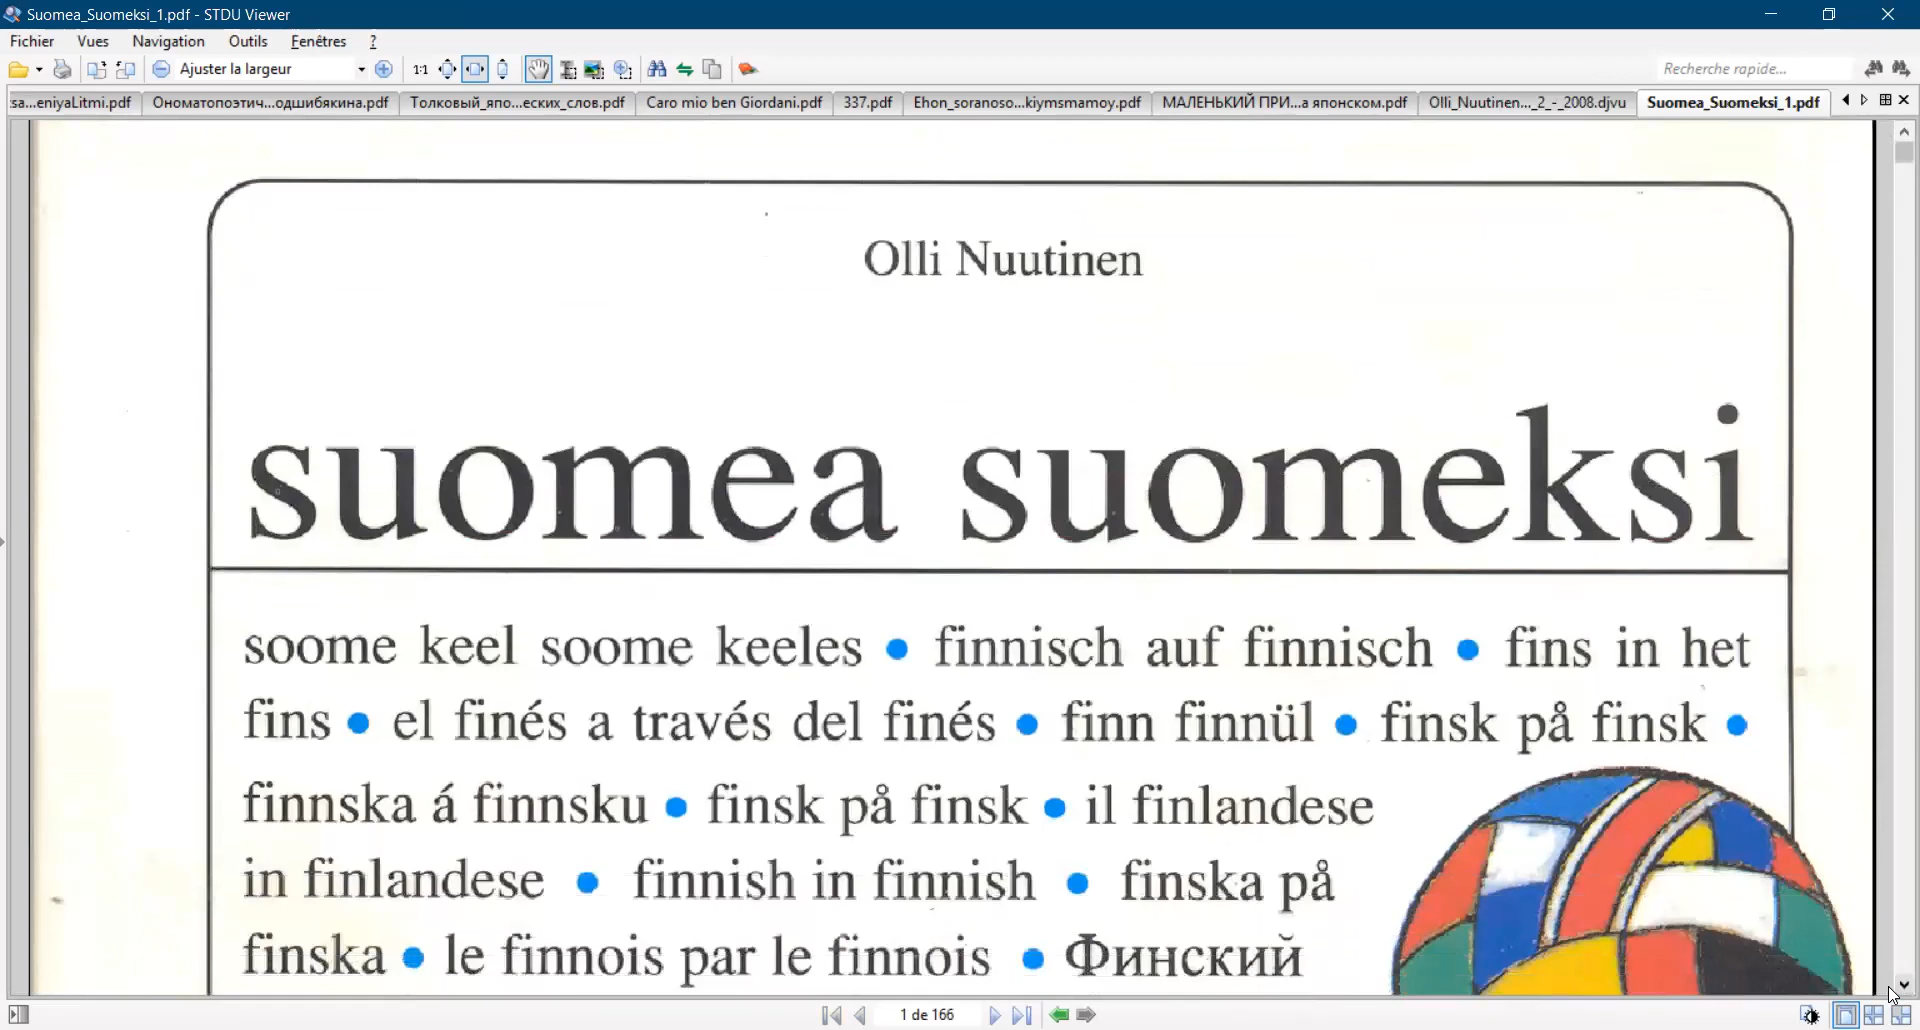 Suomea_Suomeksi_1.pdf - STDU Viewer
Fichier Vues Navigation Outils Fenêtres ?
Ajuster la largeur 1:1 Recherche rapide...
sa...eniyaLitmi.pdf Ономатопоэтич...одшибякина.pdf Толковый_япо...еских_слов.pdf Caro mio ben Giordani.pdf 337.pdf Ehon_soranoso...kiymsmamoy.pdf МАЛЕНЬКИЙ ПРИ...а японском.pdf Olli_Nuutinen..._2_-_2008.djvu Suomea_Suomeksi_1.pdf
Olli Nuutinen
suomea suomeksi
soome keel soome keeles • finnisch auf finnisch • fins in het
fins • el finés a través del finés • finn finnül • finsk på finsk •
finnska á finnsku • finsk på finsk • il finlandese
in finlandese • finnish in finnish • finska på
finska • le finnois par le finnois • Финский
1 de 166